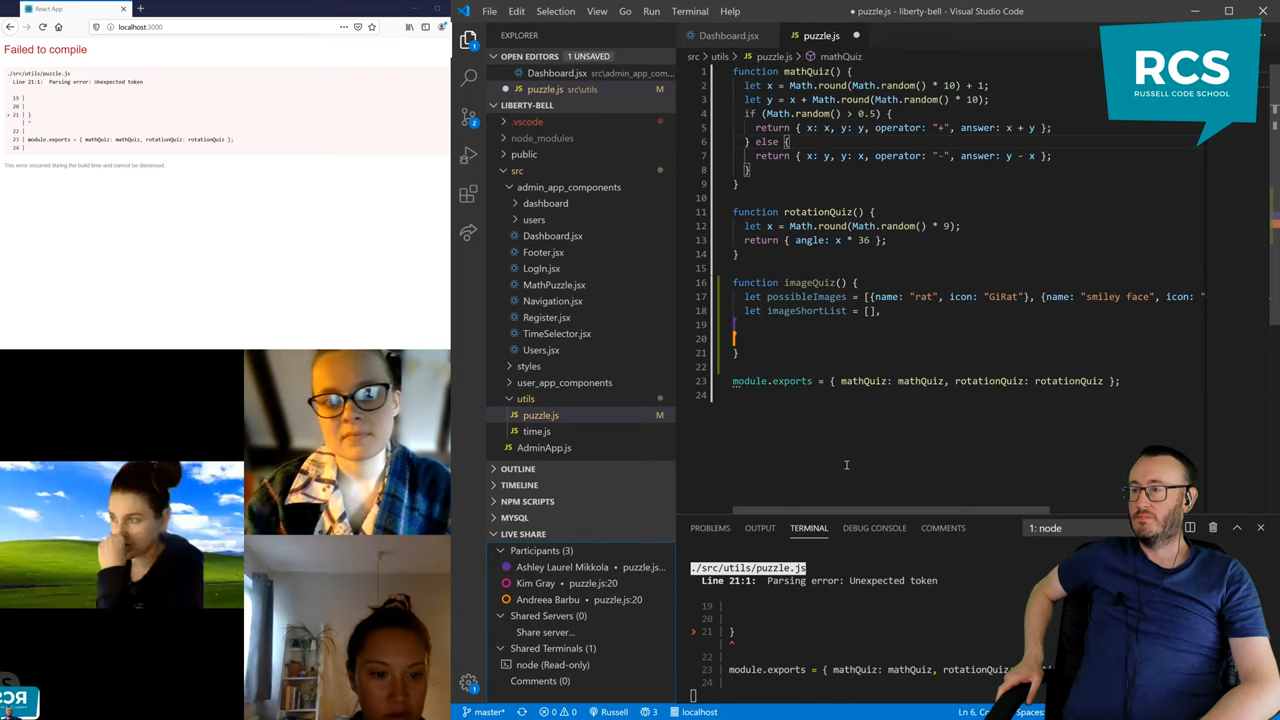 React App
localhost:3000
Failed to compile
./src/utils/puzzle.js
Line 21:1: Parsing error: Unexpected token
19 |
20 |
> 21 | }
| ^
22 |
23 | module.exports = { mathQuiz: mathQuiz, rotationQuiz: rotationQuiz };
24 |
This error occurred during the build time and cannot be dismissed.
RCS
File Edit Selection View Go Run Terminal Help
● puzzle.js - liberty-bell - Visual Studio Code
EXPLORER
OPEN EDITORS 1 UNSAVED
Dashboard.jsx src\admin_app_com...
puzzle.js src\utils M
LIBERTY-BELL
.vscode
node_modules
public
src
admin_app_components
dashboard
users
Dashboard.jsx
Footer.jsx
LogIn.jsx
MathPuzzle.jsx
Navigation.jsx
Register.jsx
TimeSelector.jsx
Users.jsx
styles
user_app_components
utils
JS puzzle.js M
JS time.js
JS AdminApp.js
OUTLINE
TIMELINE
NPM SCRIPTS
MYSQL
LIVE SHARE
Participants (3)
Ashley Laurel Mikkola • puzzle.js...
Kim Gray • puzzle.js:20
Andreea Barbu • puzzle.js:20
Shared Servers (0)
Share server...
Shared Terminals (1)
node (Read-only)
Comments (0)
Dashboard.jsx
JS puzzle.js
src > utils > JS puzzle.js > mathQuiz
1 function mathQuiz() {
2 let x = Math.round(Math.random() * 10) + 1;
3 let y = x + Math.round(Math.random() * 10);
4 if (Math.random() > 0.5) {
5 return { x: x, y: y, operator: "+", answer: x + y };
6 } else {
7 return { x: y, y: x, operator: "-", answer: y - x };
8 }
9 }
10
11 function rotationQuiz() {
12 let x = Math.round(Math.random() * 9);
13 return { angle: x * 36 };
14 }
15
16 function imageQuiz() {
17 let possibleImages = [{name: "rat", icon: "GiRat"}, {name: "smiley face", icon: "
18 let imageShortList = [],
19
20
21 }
22
23 module.exports = { mathQuiz: mathQuiz, rotationQuiz: rotationQuiz };
24
RCS
RUSSELL CODE SCHOOL
PROBLEMS OUTPUT TERMINAL DEBUG CONSOLE COMMENTS
1: node
./src/utils/puzzle.js
Line 21:1: Parsing error: Unexpected token
19 |
20 |
> 21 | }
| ^
22 |
23 | module.exports = { mathQuiz: mathQuiz, rotationQuiz:
24 |
master* 0 0 Russell 3 localhost
Ln 6, Co
Spaces: